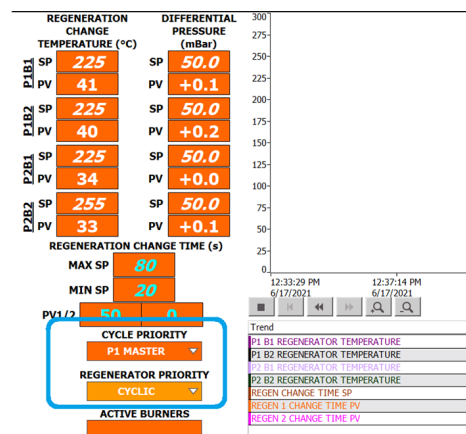 REGENERATION CHANGE TEMPERATURE (°C)
DIFFERENTIAL PRESSURE (mBar)
P1B1
SP 225 SP 50.0
PV 41 PV +0.1
P1B2
SP 225 SP 50.0
PV 40 PV +0.2
P2B1
SP 225 SP 50.0
PV 34 PV +0.0
P2B2
SP 255 SP 50.0
PV 33 PV +0.1
REGENERATION CHANGE TIME (s)
MAX SP 80
MIN SP 20
PV1/2 50 0
CYCLE PRIORITY
P1 MASTER
REGENERATOR PRIORITY
CYCLIC
ACTIVE BURNERS
300
275
250
225
200
175
150
125
100
75
50
25
0
12:33:29 PM 12:37:14 PM
6/17/2021 6/17/2021
Trend
P1 B1 REGENERATOR TEMPERATURE
P1 B2 REGENERATOR TEMPERATURE
P2 B1 REGENERATOR TEMPERATURE
P2 B2 REGENERATOR TEMPERATURE
REGEN CHANGE TIME SP
REGEN 1 CHANGE TIME PV
REGEN 2 CHANGE TIME PV